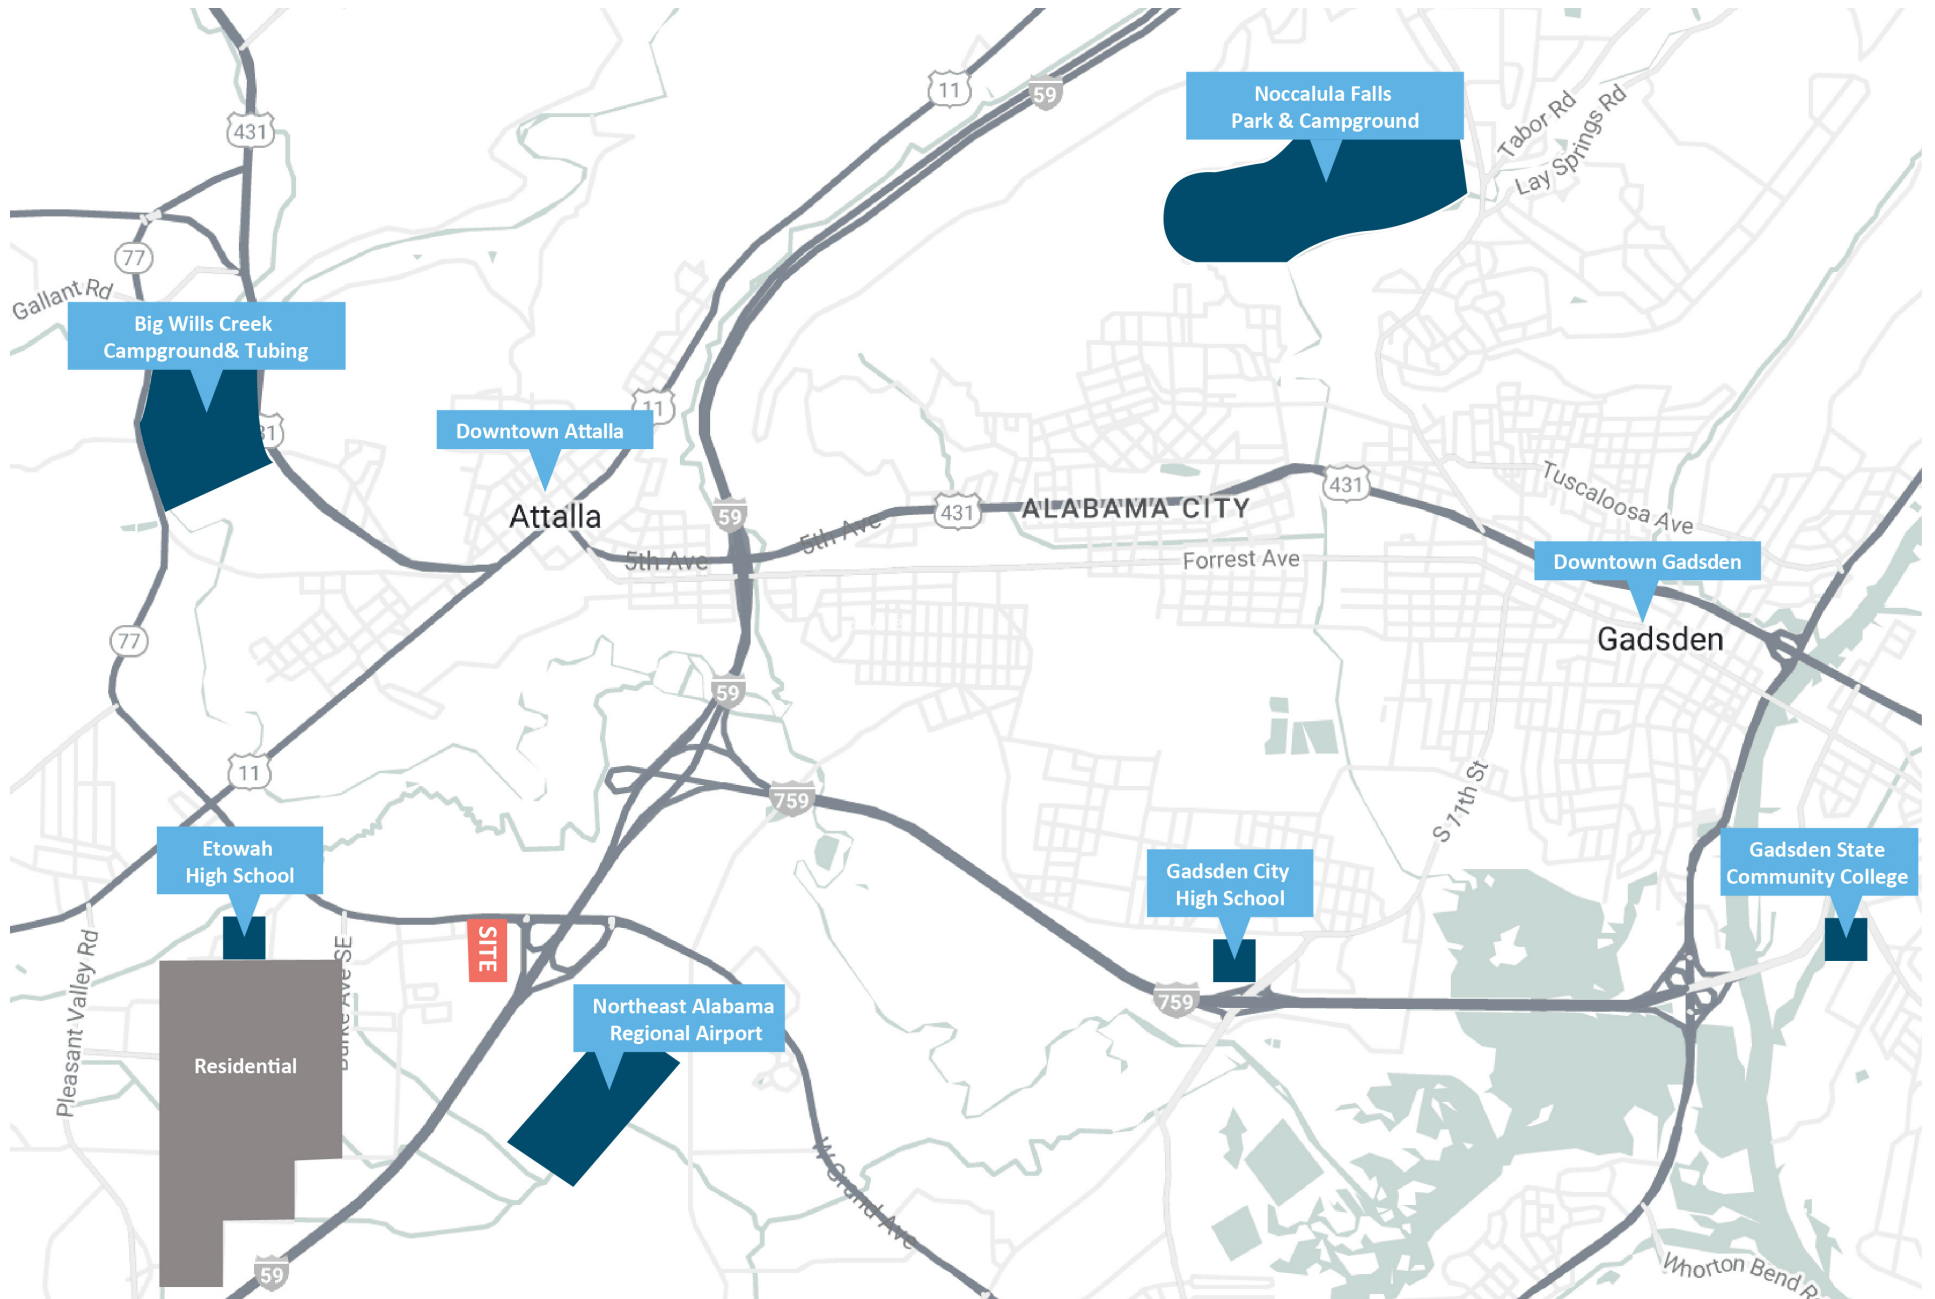 11
59
Noccalula Falls
Park & Campground
Tabor Rd
Lay Springs Rd
431
77
Gallant Rd
Big Wills Creek
Campground& Tubing
11
Downtown Attalla
31
Attalla
59
431
ALABAMA CITY
431
Tuscaloosa Ave
5th Ave
5th Ave
Forrest Ave
Downtown Gadsden
Gadsden
77
59
11
759
S 11th St
Etowah
High School
Gadsden City
High School
Gadsden State
Community College
SITE
Pleasant Valley Rd
Burke Ave SE
759
Northeast Alabama
Regional Airport
Residential
W Grand Ave
59
Whorton Bend R